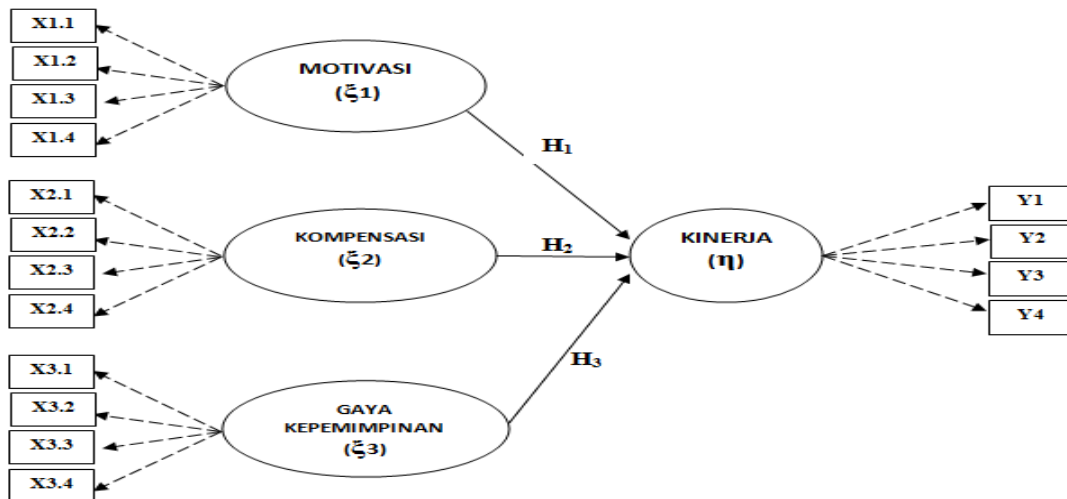 X1.1
X1.2
X1.3
X1.4
MOTIVASI
(ξ1)
H₁
X2.1
X2.2
X2.3
X2.4
KOMPENSASI
(ξ2)
H₂
KINERJA
(η)
Y1
Y2
Y3
Y4
X3.1
X3.2
X3.3
X3.4
GAYA
KEPEMIMPINAN
(ξ3)
H₃